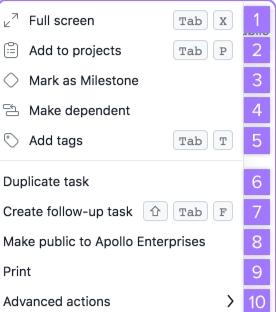 Full screen Tab X 1
Add to projects Tab P 2
Mark as Milestone 3
Make dependent 4
Add tags Tab T 5
Duplicate task 6
Create follow-up task ⇧ Tab F 7
Make public to Apollo Enterprises 8
Print 9
Advanced actions > 10